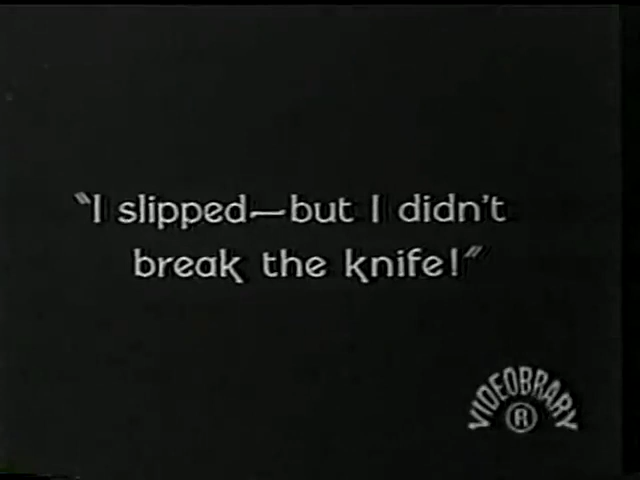 "I slipped—but I didn't
break the knife!"
VIDEOBRARY
®